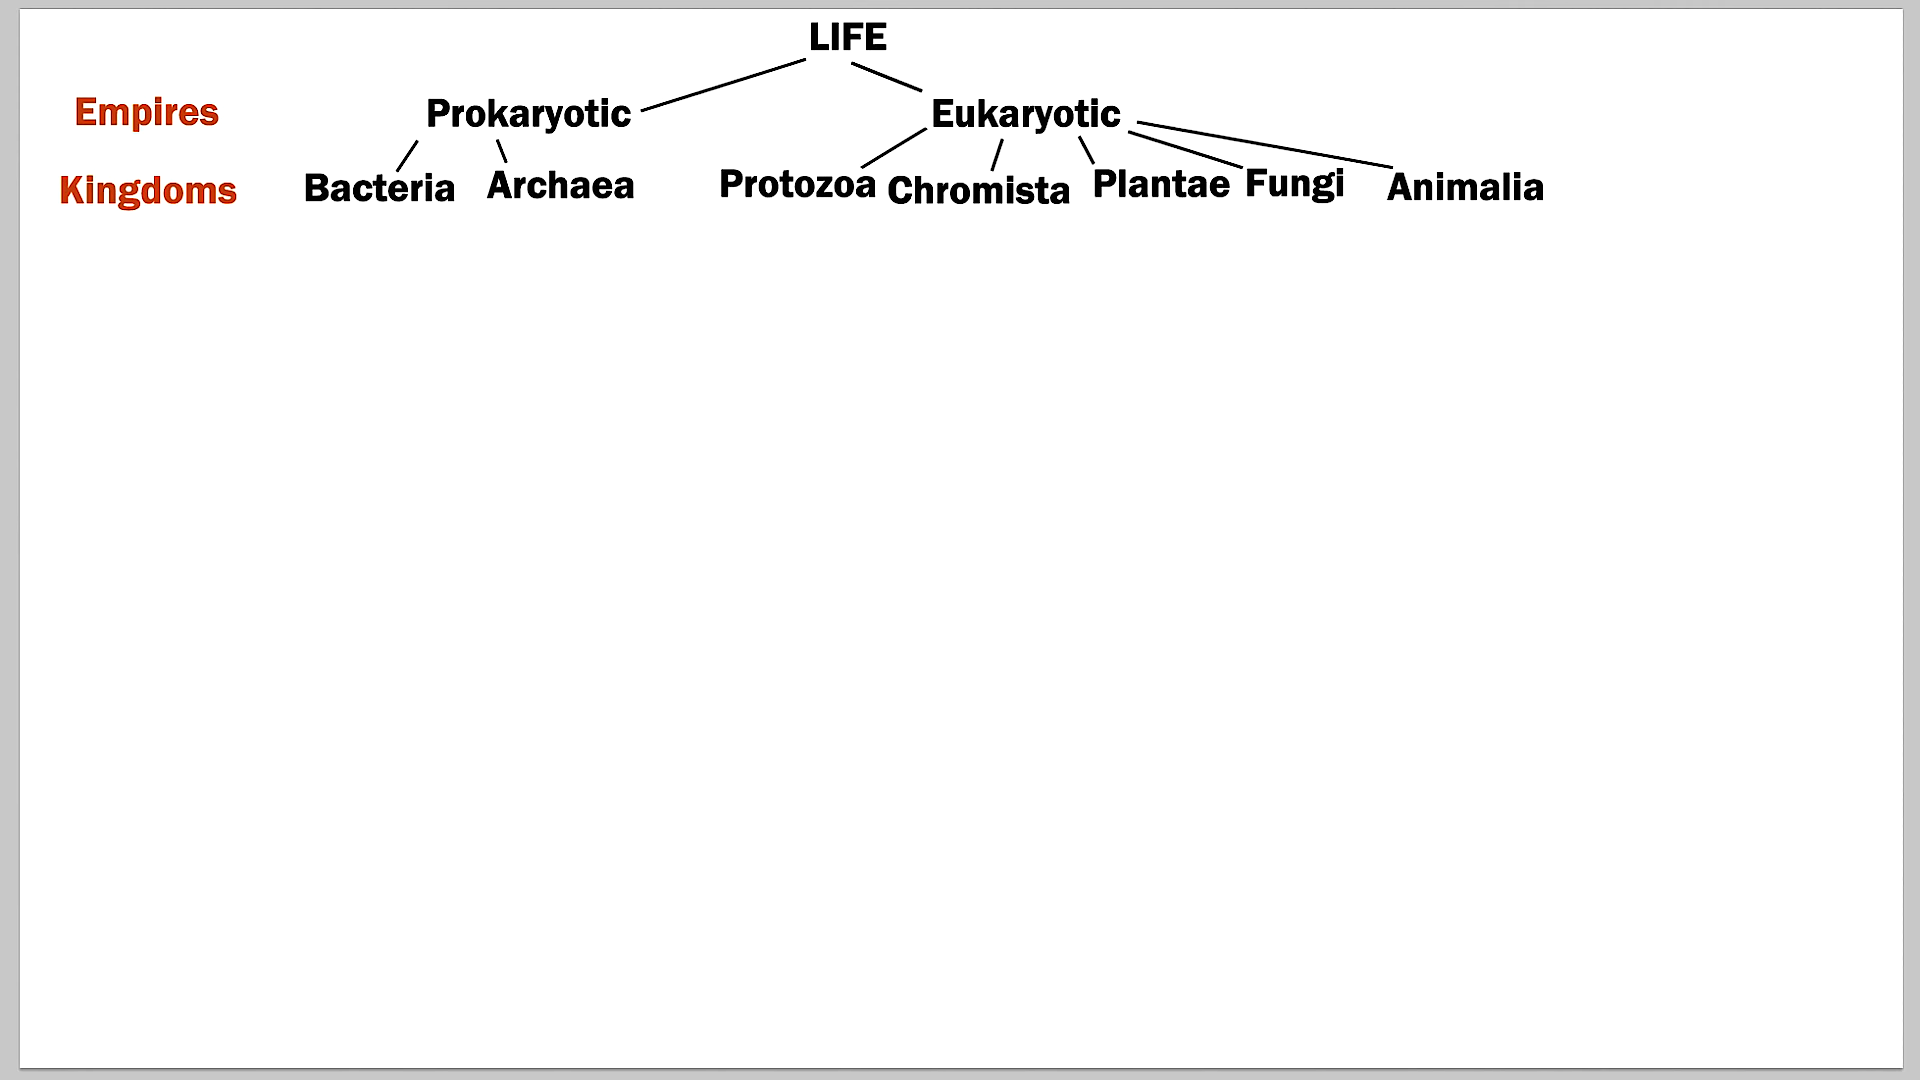 LIFE
Empires Prokaryotic Eukaryotic
Kingdoms Bacteria Archaea Protozoa Chromista Plantae Fungi Animalia